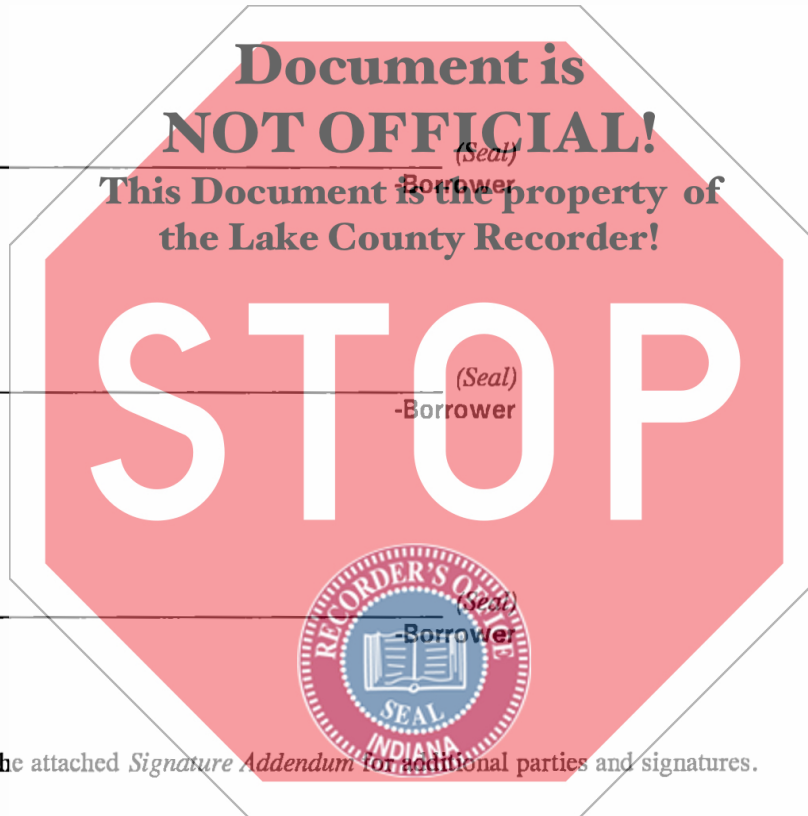 Document is
NOT OFFICIAL!
(Seal)
-Borrower
This Document is the property of
the Lake County Recorder!
STOP
(Seal)
-Borrower
RECORDER'S OFFICE
(Seal)
-Borrower
SEAL
INDIANA
he attached Signature Addendum for additional parties and signatures.